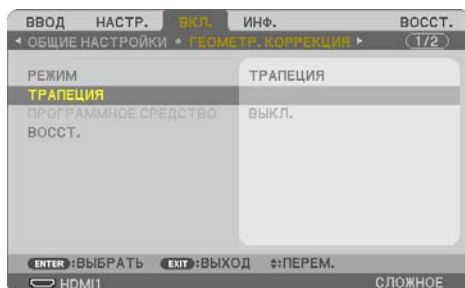 ВВОД НАСТР. ВКЛ. ИНФ. ВОССТ.
ОБЩИЕ НАСТРОЙКИ • ГЕОМЕТР. КОРРЕКЦИЯ 1/2
РЕЖИМ ТРАПЕЦИЯ
ТРАПЕЦИЯ
ПРОГРАММНОЕ СРЕДСТВО ВЫКЛ.
ВОССТ.
ENTER :ВЫБРАТЬ EXIT :ВЫХОД :ПЕРЕМ.
HDMI1 СЛОЖНОЕ